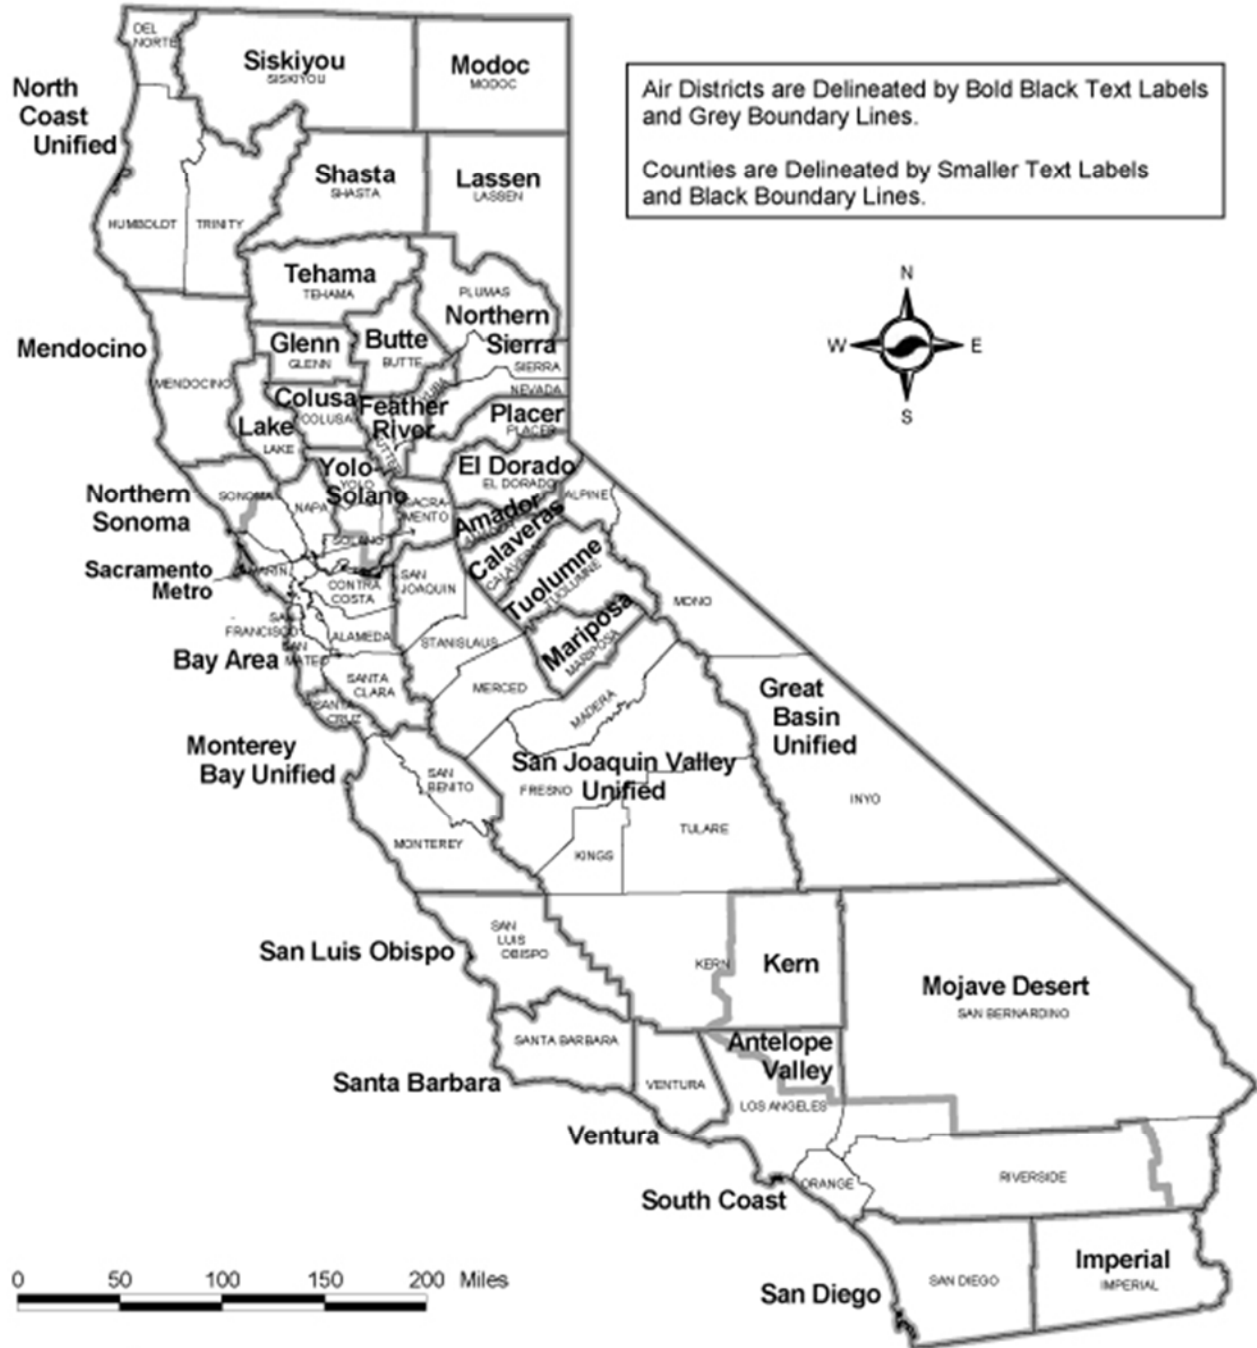 DEL
NORTE
Siskiyou
SISKIYOU
Modoc
MODOC
North
Coast
Unified
Air Districts are Delineated by Bold Black Text Labels
and Grey Boundary Lines.
Counties are Delineated by Smaller Text Labels
and Black Boundary Lines.
Shasta
SHASTA
Lassen
LASSEN
HUMBOLDT
TRINITY
Tehama
TEHAMA
PLUMAS
Northern
Sierra
SIERRA
N
W
E
S
Mendocino
MENDOCINO
Glenn
GLENN
Butte
BUTTE
NEVADA
Colusa
COLUSA
YUBA
Feather
River
SUTTER
Placer
PLACER
Lake
LAKE
Yolo-
YOLO
Solano
SOLANO
El Dorado
EL DORADO
Northern
Sonoma
SONOMA
NAPA
SACRA-
MENTO
Amador
AMADOR
ALPINE
Calaveras
CALAVERAS
Sacramento
Metro
MARIN
CONTRA
COSTA
SAN
JOAQUIN
Tuolumne
TUOLUMNE
MONO
SAN
FRANCISCO
ALAMEDA
STANISLAUS
Mariposa
MARIPOSA
Bay Area
SAN
MATEO
SANTA
CLARA
MERCED
SANTA
CRUZ
MADERA
Great
Basin
Unified
Monterey
Bay Unified
SAN
BENITO
San Joaquin Valley
Unified
FRESNO
INYO
MONTEREY
KINGS
TULARE
San Luis Obispo
SAN
LUIS
OBISPO
KERN
Kern
Mojave Desert
SAN BERNARDINO
Santa Barbara
SANTA BARBARA
Antelope
Valley
VENTURA
LOS ANGELES
Ventura
South Coast
ORANGE
RIVERSIDE
San Diego
SAN DIEGO
Imperial
IMPERIAL
0 50 100 150 200 Miles